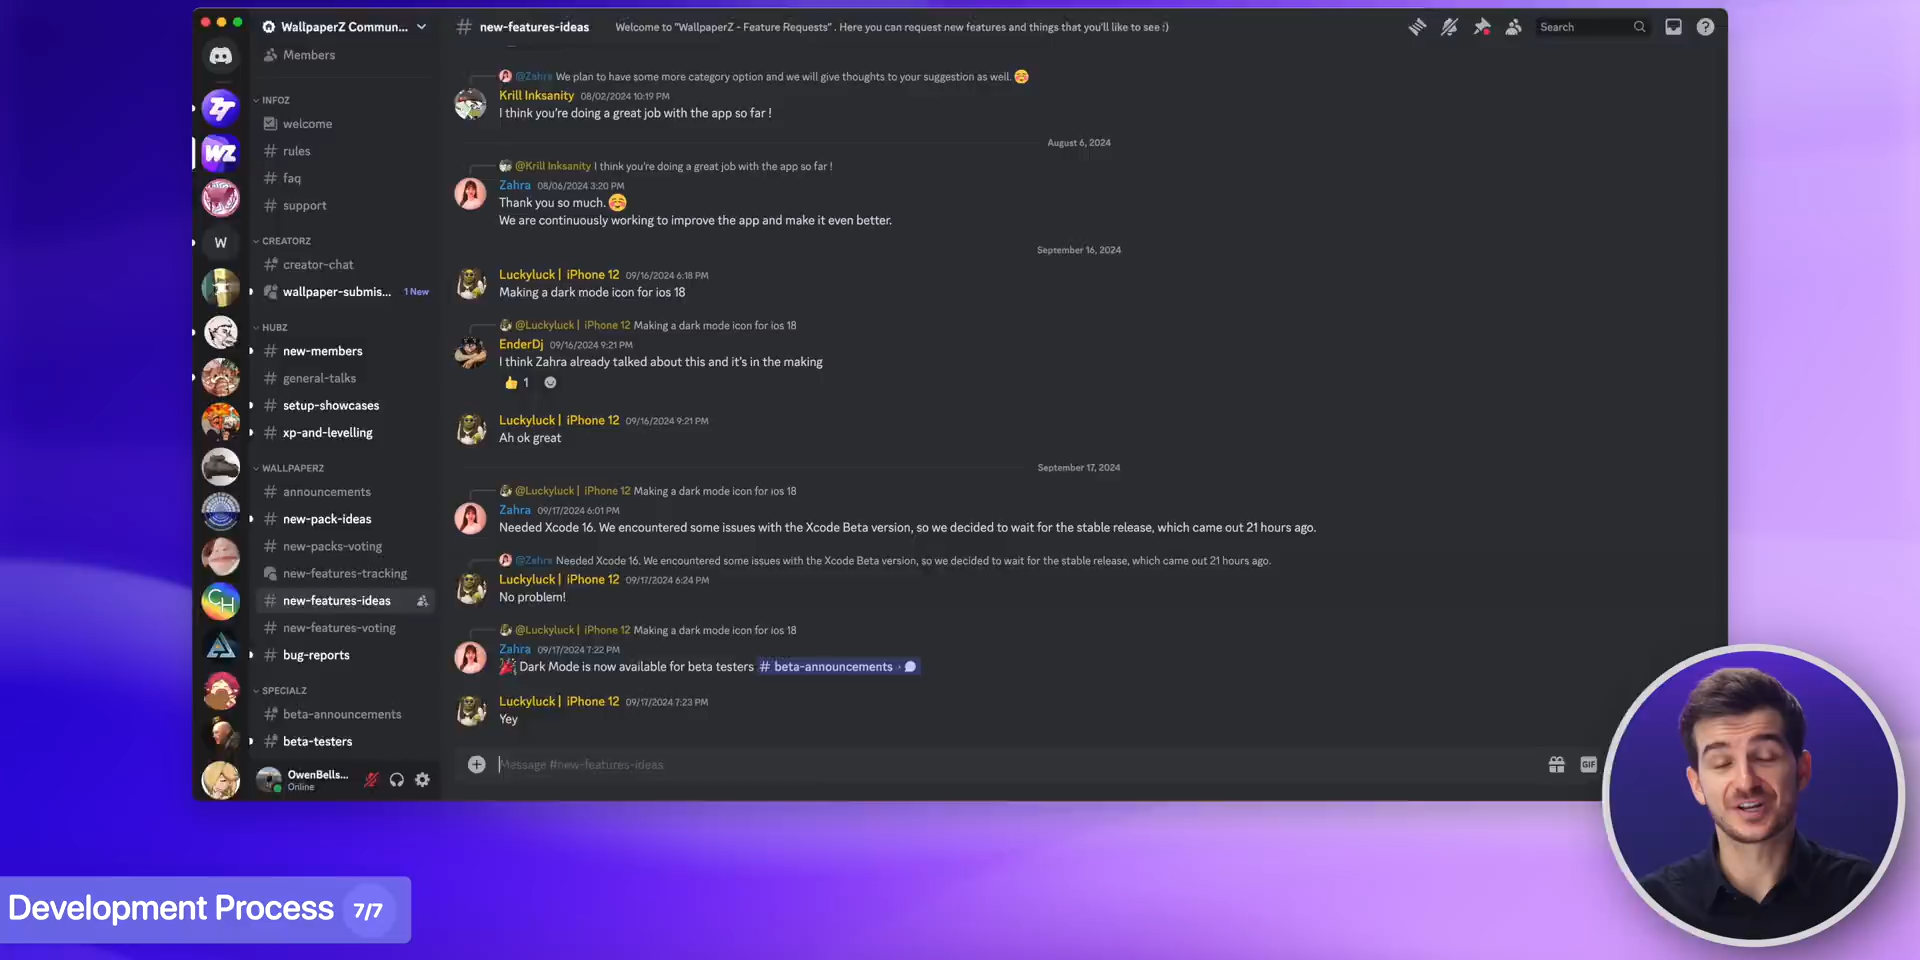 WallpaperZ Commun...
Members
INFOZ
welcome
rules
faq
support
CREATORZ
creator-chat
wallpaper-submis... 1 New
HUBZ
new-members
general-talks
setup-showcases
xp-and-levelling
WALLPAPERZ
announcements
new-pack-ideas
new-packs-voting
new-features-tracking
new-features-ideas
new-features-voting
bug-reports
SPECIALZ
beta-announcements
beta-testers
OwenBells...
Online
WZ
W
CH
# new-features-ideas Welcome to "WallpaperZ - Feature Requests" . Here you can request new features and things that you'll like to see :)
Search
@Zahra We plan to have some more category option and we will give thoughts to your suggestion as well. ☺️
Krill Inksanity 08/02/2024 10:19 PM
I think you're doing a great job with the app so far !
August 6, 2024
@Krill Inksanity I think you're doing a great job with the app so far !
Zahra 08/06/2024 3:20 PM
Thank you so much. ☺️
We are continuously working to improve the app and make it even better.
September 16, 2024
Luckyluck | iPhone 12 09/16/2024 6:18 PM
Making a dark mode icon for ios 18
@Luckyluck | iPhone 12 Making a dark mode icon for ios 18
EnderDj 09/16/2024 9:21 PM
I think Zahra already talked about this and it's in the making
👍 1
Luckyluck | iPhone 12 09/16/2024 9:21 PM
Ah ok great
September 17, 2024
@Luckyluck | iPhone 12 Making a dark mode icon for ios 18
Zahra 09/17/2024 6:01 PM
Needed Xcode 16. We encountered some issues with the Xcode Beta version, so we decided to wait for the stable release, which came out 21 hours ago.
@Zahra Needed Xcode 16. We encountered some issues with the Xcode Beta version, so we decided to wait for the stable release, which came out 21 hours ago.
Luckyluck | iPhone 12 09/17/2024 6:24 PM
No problem!
@Luckyluck | iPhone 12 Making a dark mode icon for ios 18
Zahra 09/17/2024 7:22 PM
🎉 Dark Mode is now available for beta testers # beta-announcements
Luckyluck | iPhone 12 09/17/2024 7:23 PM
Yey
Message #new-features-ideas
GIF
Development Process 7/7